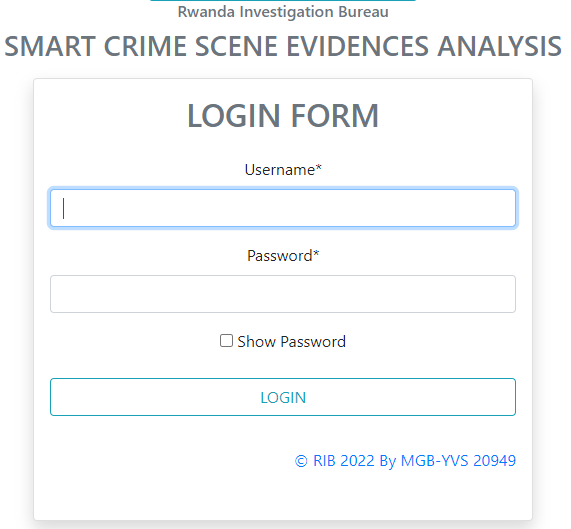 Rwanda Investigation Bureau
SMART CRIME SCENE EVIDENCES ANALYSIS
LOGIN FORM
Username*
Password*
Show Password
LOGIN
© RIB 2022 By MGB-YVS 20949